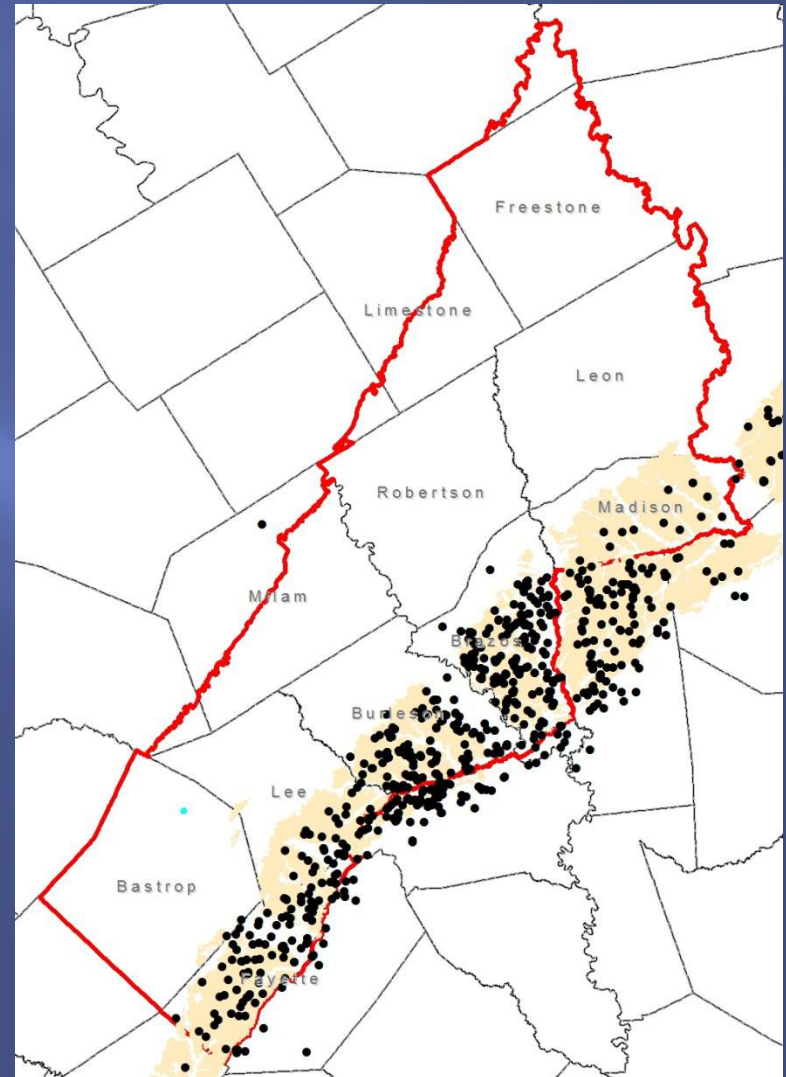 Freestone
Limestone
Leon
Robertson
Madison
Milam
Brazos
Burleson
Lee
Bastrop
Fayette